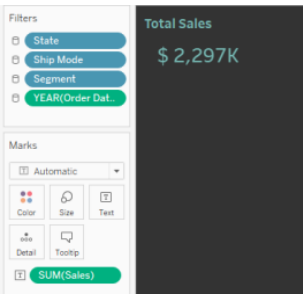 Filters
State
Ship Mode
Segment
YEAR(Order Dat..
Marks
T Automatic
Color Size Text
T
Detail Tooltip
T SUM(Sales)
Total Sales
$ 2,297K